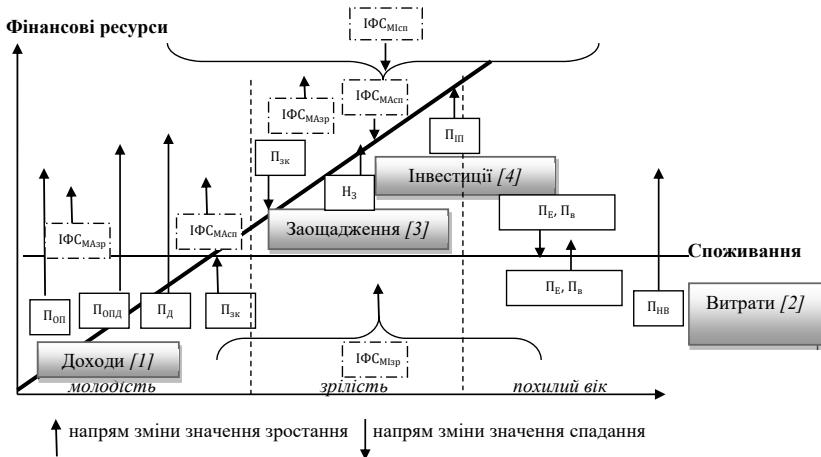 Фінансові ресурси
ІФС_МІсп
ІФС_МАсп
ІФС_МАзр
П_ІП
П_зк
Інвестиції [4]
Н_З
П_Е, П_в
ІФС_МАзр
ІФС_МАсп
Заощадження [3]
Споживання
П_Е, П_в
П_ОП
П_ОПД
П_Д
П_зк
П_НВ
Витрати [2]
Доходи [1]
ІФС_МІзр
молодість
зрілість
похилий вік
напрям зміни значення зростання
напрям зміни значення спадання